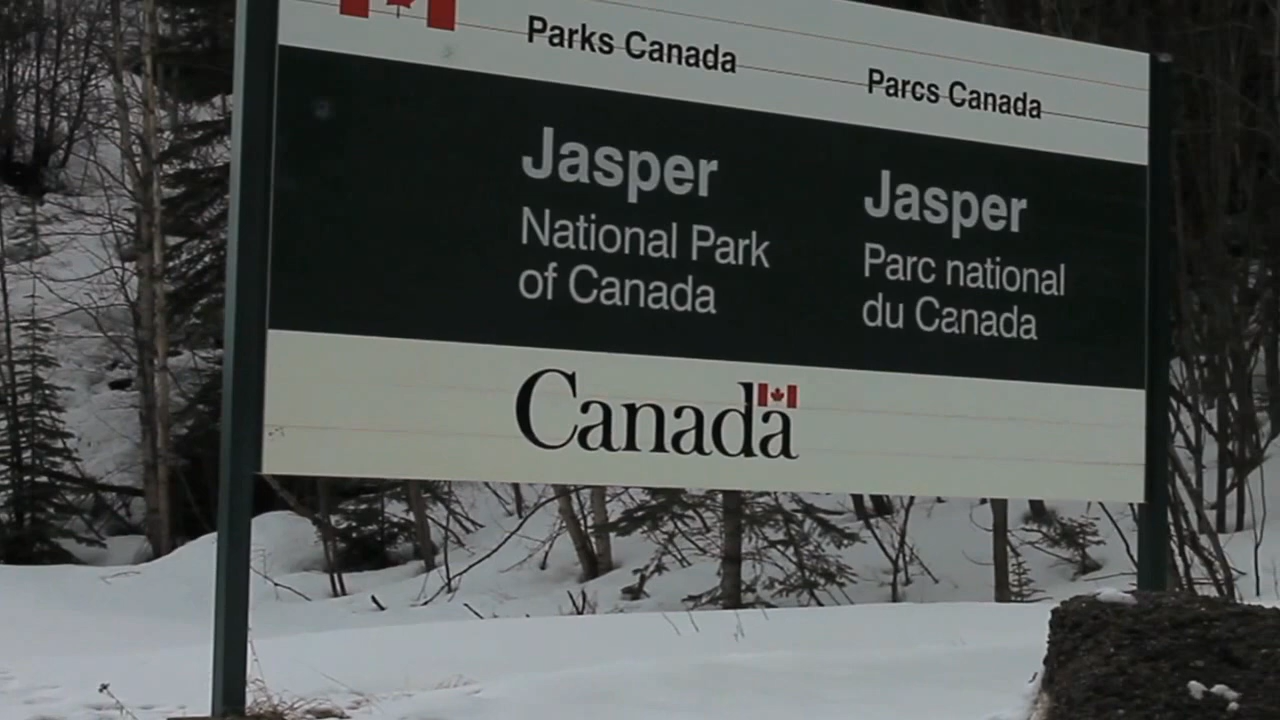 Parks Canada
Parcs Canada
Jasper
National Park
of Canada
Jasper
Parc national
du Canada
Canada